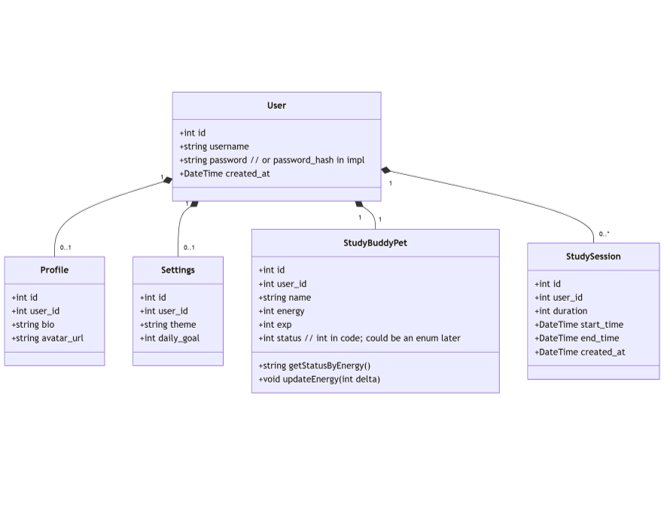 User
+int id
+string username
+string password // or password_hash in impl
+DateTime created_at
1
1
1
1
0..1
0..1
1
0..*
Profile
+int id
+int user_id
+string bio
+string avatar_url
Settings
+int id
+int user_id
+string theme
+int daily_goal
StudyBuddyPet
+int id
+int user_id
+string name
+int energy
+int exp
+int status // int in code; could be an enum later
+string getStatusByEnergy()
+void updateEnergy(int delta)
StudySession
+int id
+int user_id
+int duration
+DateTime start_time
+DateTime end_time
+DateTime created_at